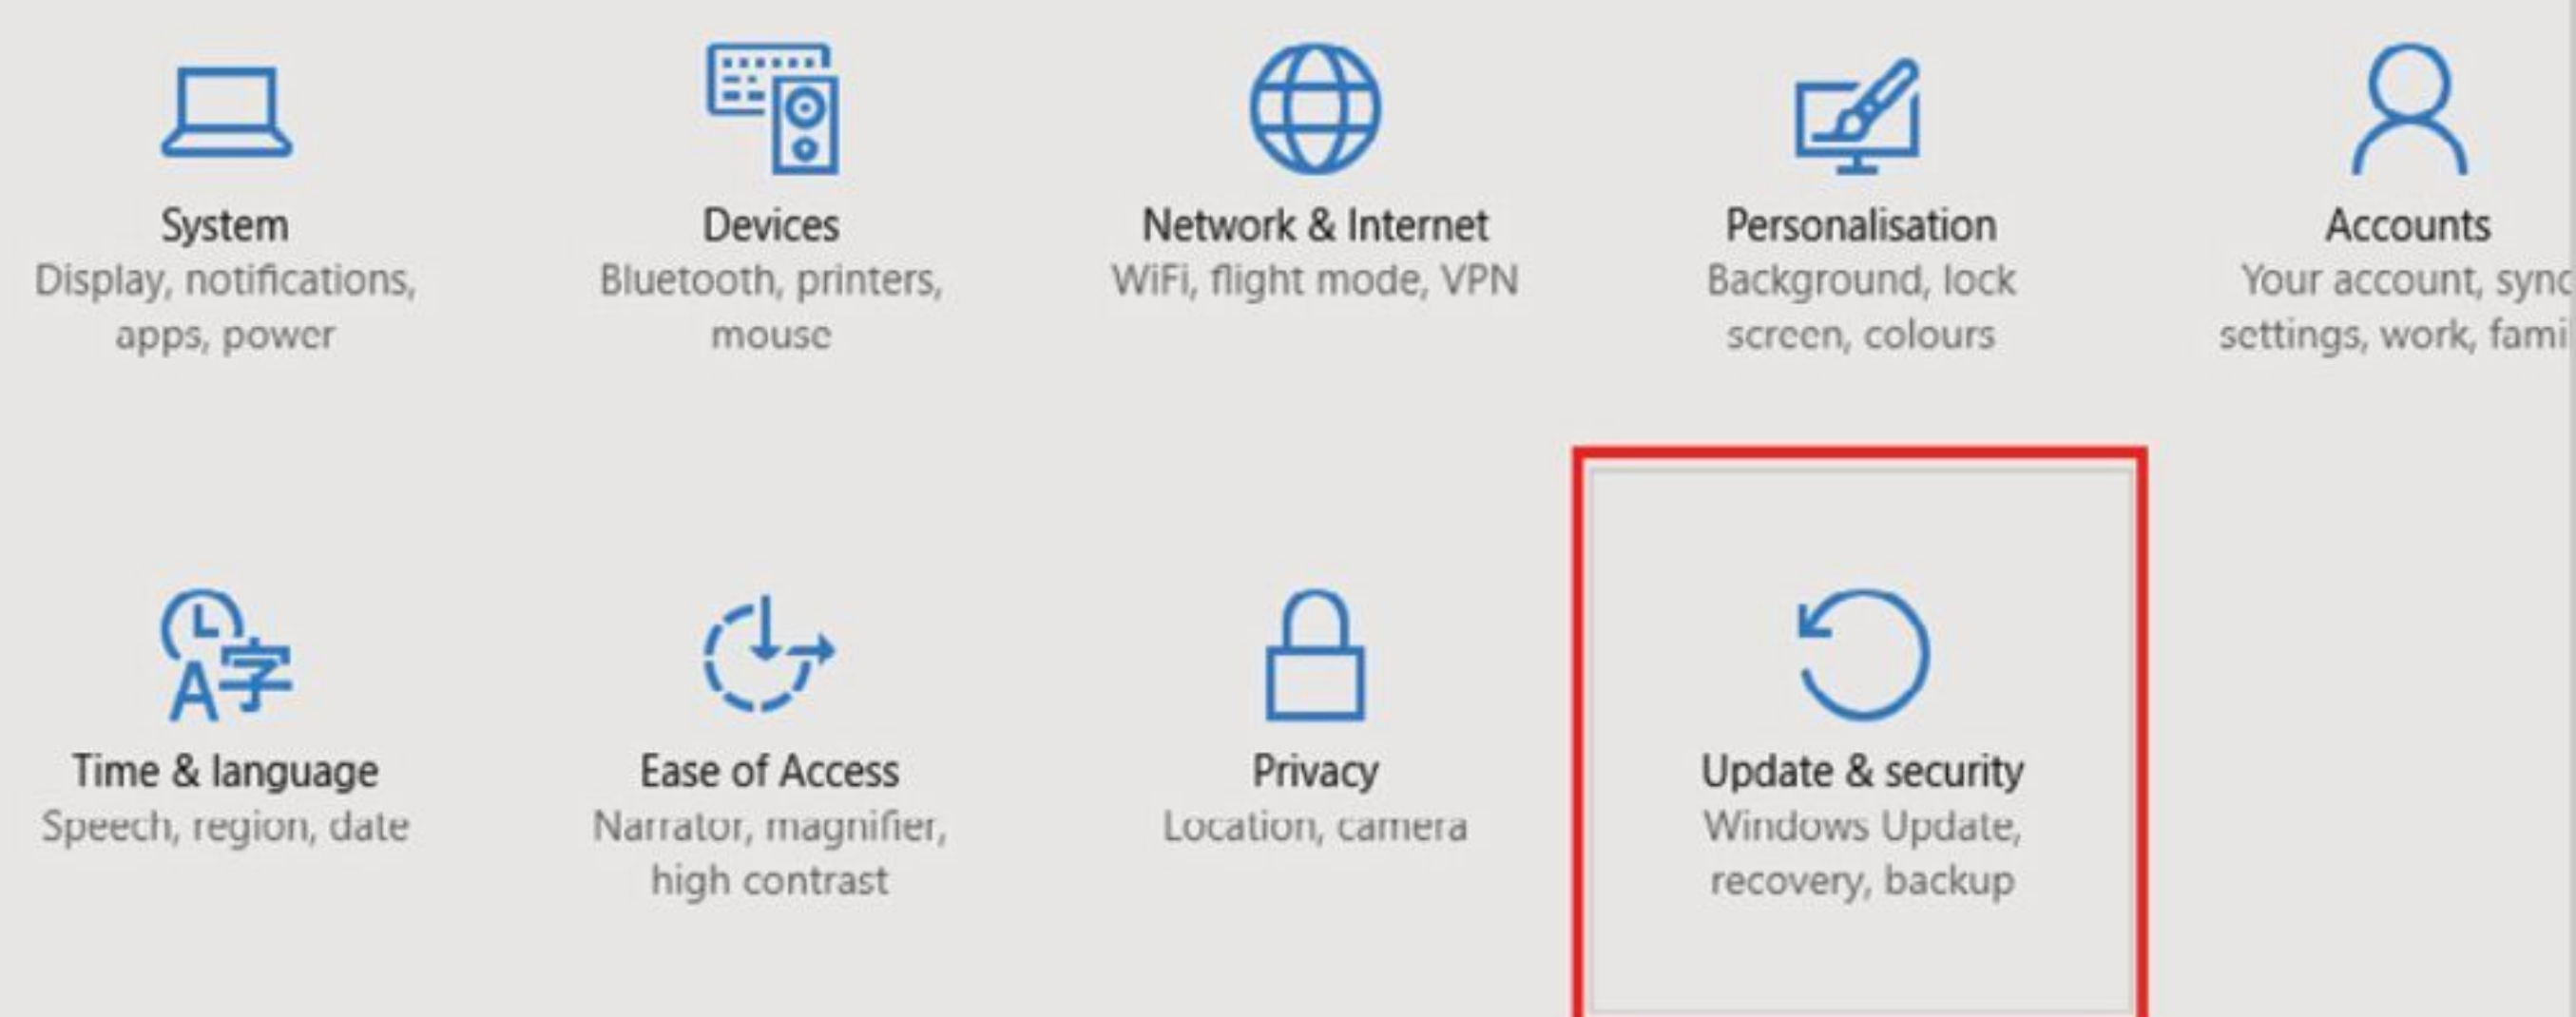 System
Devices
Network & Internet
Personalisation
Accounts
Display, notifications,
Bluetooth, printers,
WiFi, flight mode, VPN
Background, lock
Your account, sync
apps, power
mouse
screen, colours
settings, work, fami
A字
Time & language
Ease of Access
Privacy
Update & security
Speech, region, date
Narrator, magnifier,
Location, camera
Windows Update,
high contrast
recovery, backup